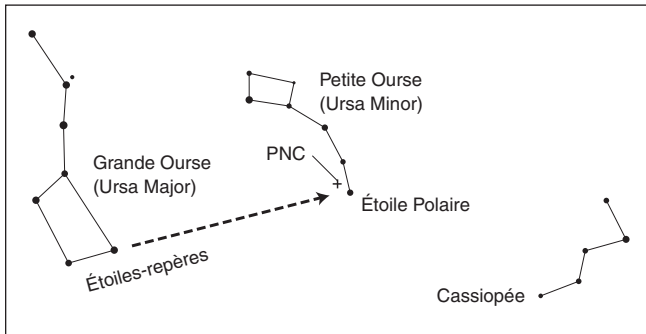 Petite Ourse
(Ursa Minor)
PNC
Grande Ourse
(Ursa Major)
Étoile Polaire
Étoiles-repères
Cassiopée